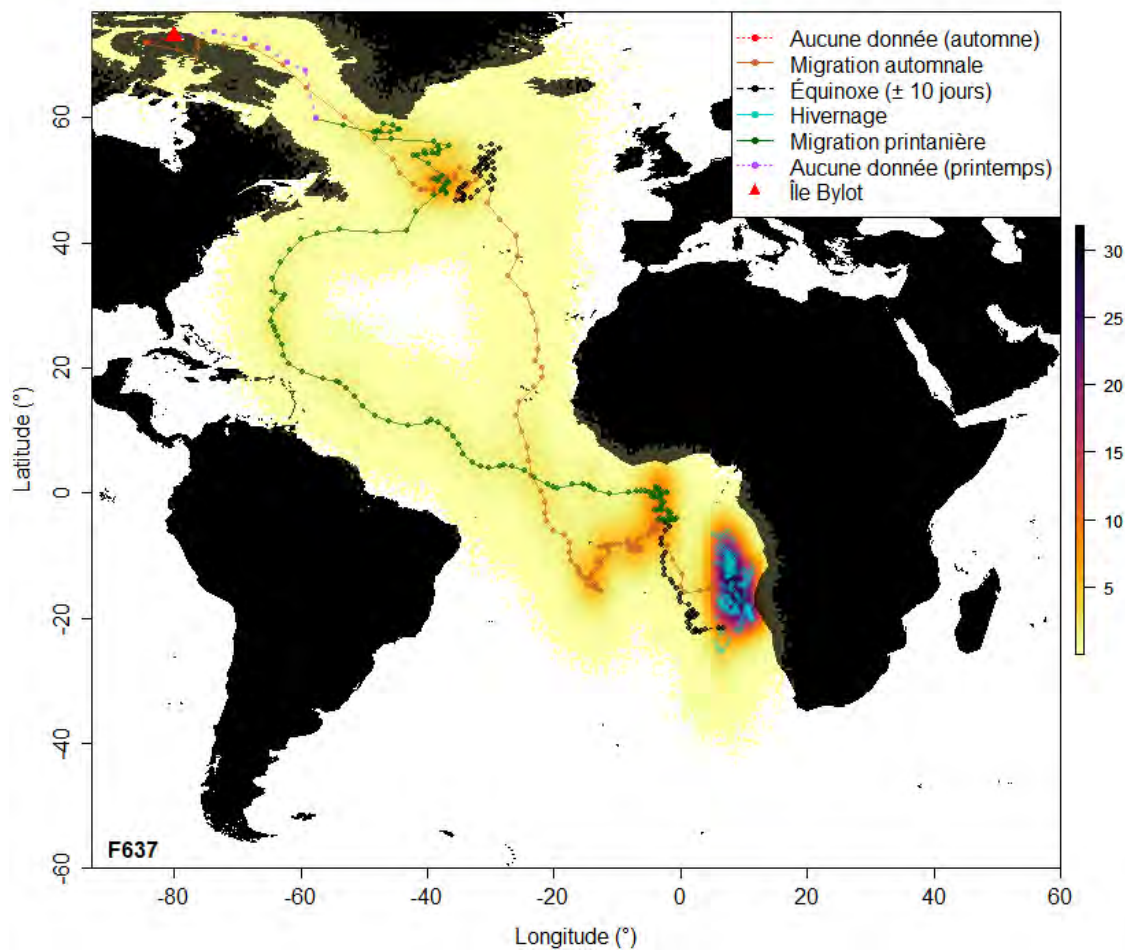 Aucune donnée (automne)
Migration automnale
Équinoxe (± 10 jours)
Hivernage
Migration printanière
Aucune donnée (printemps)
Île Bylot
60
40
20
0
-20
-40
-60
Latitude (°)
30
25
20
15
10
5
F637
-80
-60
-40
-20
0
20
40
60
Longitude (°)